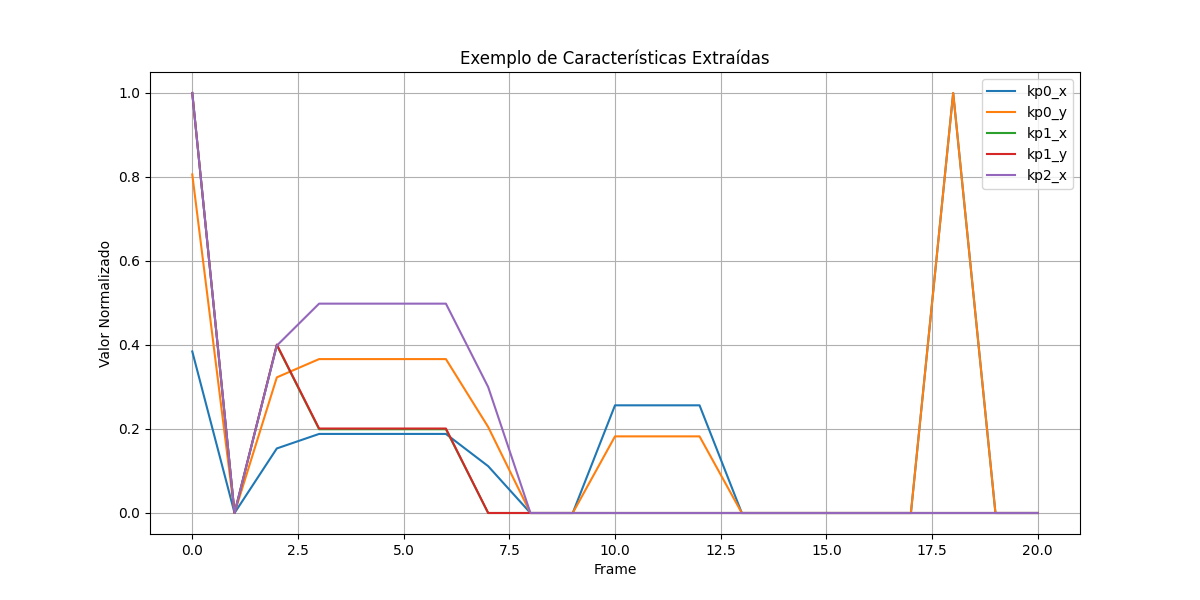 Exemplo de Características Extraídas
Valor Normalizado
1.0
0.8
0.6
0.4
0.2
0.0
kp0_x
kp0_y
kp1_x
kp1_y
kp2_x
0.0 2.5 5.0 7.5 10.0 12.5 15.0 17.5 20.0
Frame